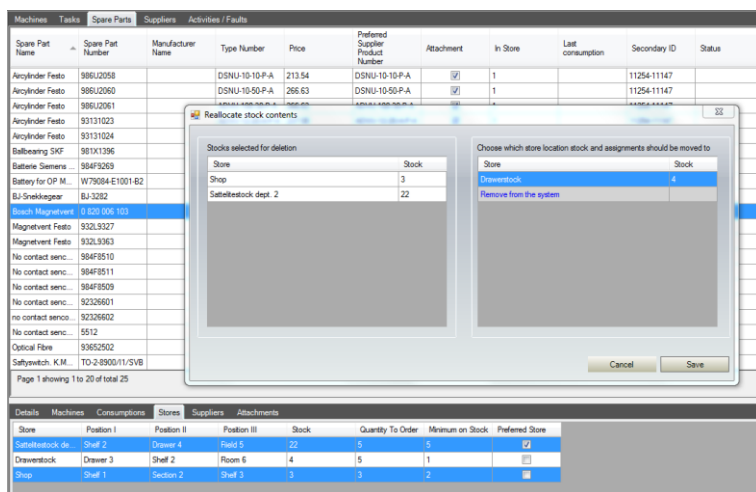 Machines Tasks Spare Parts Suppliers Activities / Faults
Spare Part Name Spare Part Number Manufacturer Name Type Number Price Preferred Supplier Product Number Attachment In Store Last consumption Secondary ID Status
Aircylinder Festo 986U2058 DSNU-10-10-P-A 213.54 DSNU-10-10-P-A 1 11254-11147
Aircylinder Festo 986U2060 DSNU-10-50-P-A 266.63 DSNU-10-50-P-A 1 11254-11147
Aircylinder Festo 986U2061
Aircylinder Festo 93131023
Aircylinder Festo 93131024
Ballbearing SKF 981X1396
Batterie Siemens ... 984F9269
Battery for OP M... W79084-E1001-B2
BJ-Snekkegear BJ-3282
Bosch Magnetvent 0 820 006 103
Magnetvent Festo 932L9327
Magnetvent Festo 932L9363
No contact senc... 984F8510
No contact senc... 984F8511
No contact senc... 984F8509
No contact senc... 92326601
no contact senco... 92326602
No contact senc... 5512
Optical Fibre 93652502
Saftyswitch. K.M... TO-2-8900/I1/SVB
Page 1 showing 1 to 20 of total 25
Reallocate stock contents
Stocks selected for deletion
Store Stock
Shop 3
Sattelitestock dept. 2 22
Choose which store location stock and assignments should be moved to
Store Stock
Drawerstock 4
Remove from the system
Cancel Save
Details Machines Consumptions Stores Suppliers Attachments
Store Position I Position II Position III Stock Quantity To Order Minimum on Stock Preferred Store
Sattelitestock de... Shelf 2 Drawer 4 Field 5 22 5 5
Drawerstock Drawer 3 Shelf 2 Room 6 4 5 1
Shop Shelf 1 Section 2 Shelf 3 3 3 2